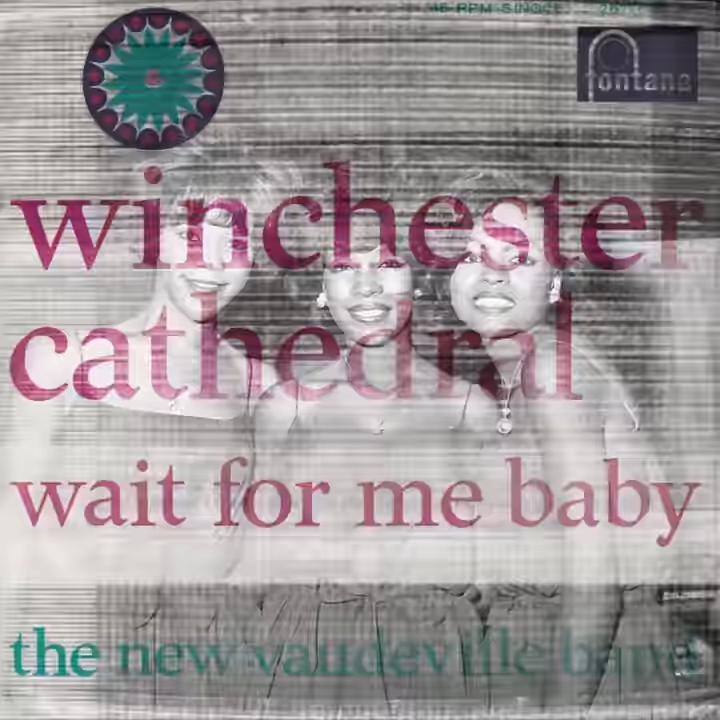 45 RPM SINGLE
fontana
winchester
cathedral
wait for me baby
the new vaudeville band